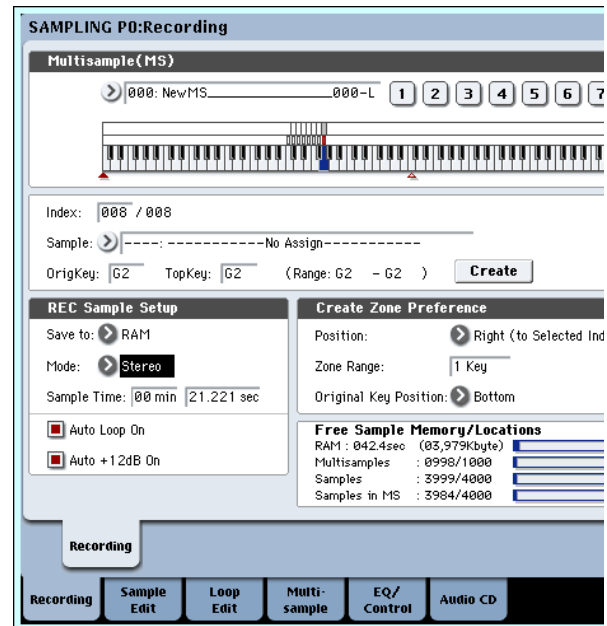 SAMPLING P0:Recording
Multisample(MS)
000: NewMS_______________000-L 1 2 3 4 5 6 7
Index: 008 /008
Sample: ----: -----------No Assign-----------
OrigKey: G2 TopKey: G2 (Range: G2 - G2 ) Create
REC Sample Setup
Save to: RAM
Mode: Stereo
Sample Time: 00 min 21.221 sec
Auto Loop On
Auto +12dB On
Create Zone Preference
Position: Right (to Selected Ind
Zone Range: 1 Key
Original Key Position: Bottom
Free Sample Memory/Locations
RAM : 042.4sec (03,979Kbyte)
Multisamples : 0998/1000
Samples : 3999/4000
Samples in MS : 3984/4000
Recording
Recording
Sample Edit
Loop Edit
Multi-sample
EQ/Control
Audio CD